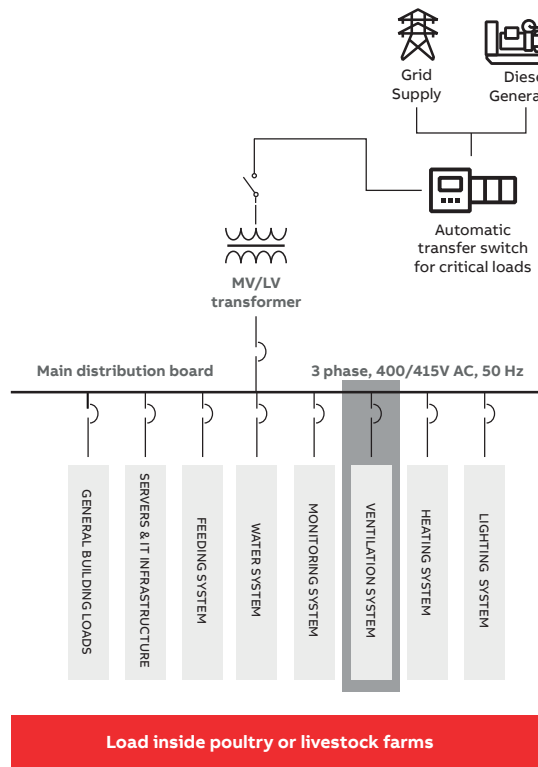 Grid
Supply
Automatic
transfer switch
for critical loads
MV/LV
transformer
Main distribution board
3 phase, 400/415V AC, 50 Hz
GENERAL BUILDING LOADS
SERVERS & IT INFRASTRUCTURE
FEEDING SYSTEM
WATER SYSTEM
MONITORING SYSTEM
VENTILATION SYSTEM
HEATING SYSTEM
LIGHTING SYSTEM
Load inside poultry or livestock farms